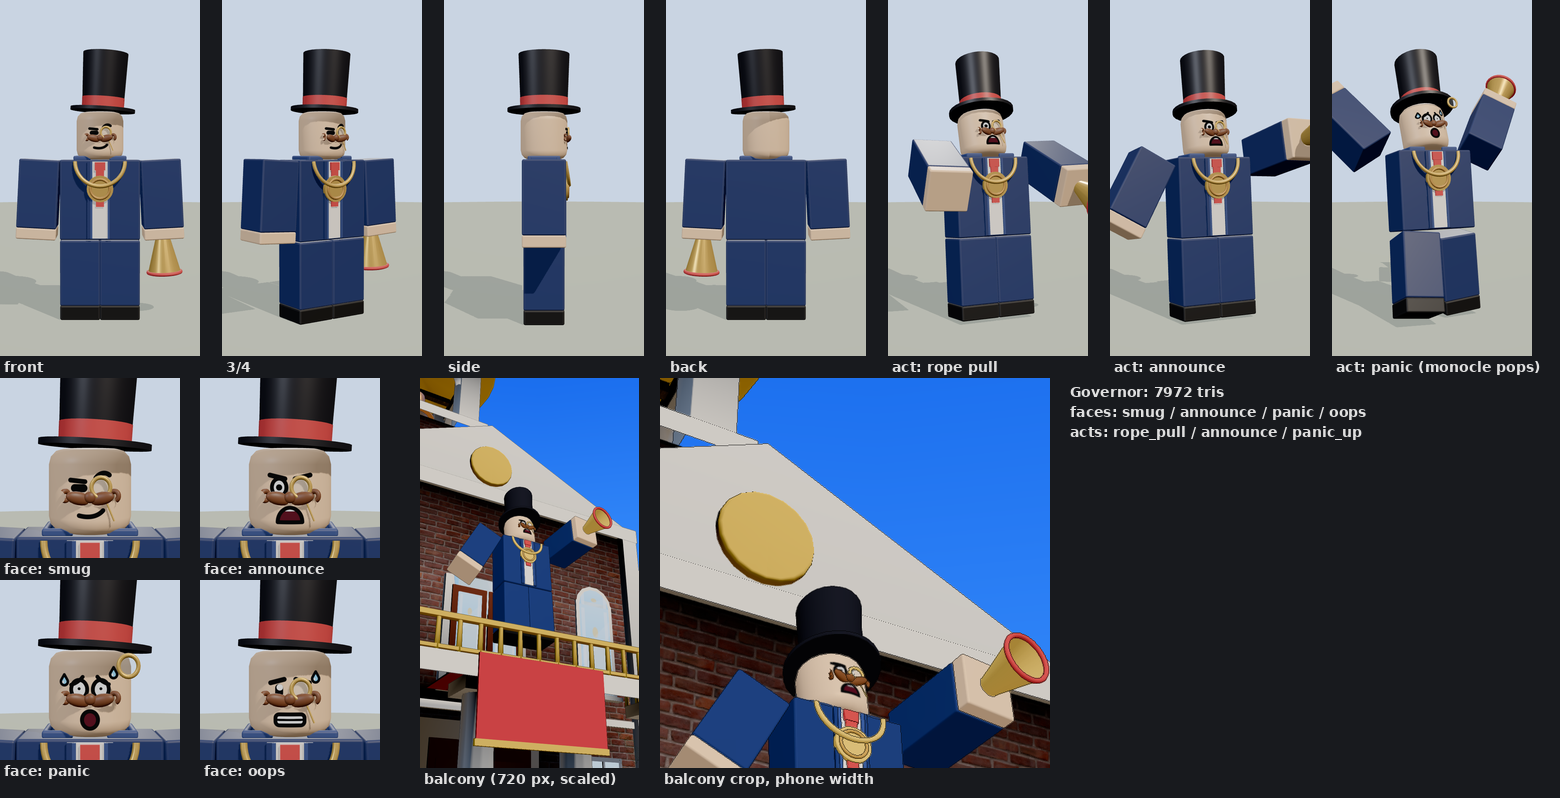 front
3/4
side
back
act: rope pull
act: announce
act: panic (monocle pops)
face: smug
face: announce
face: panic
face: oops
balcony (720 px, scaled)
balcony crop, phone width
Governor: 7972 tris
faces: smug / announce / panic / oops
acts: rope_pull / announce / panic_up